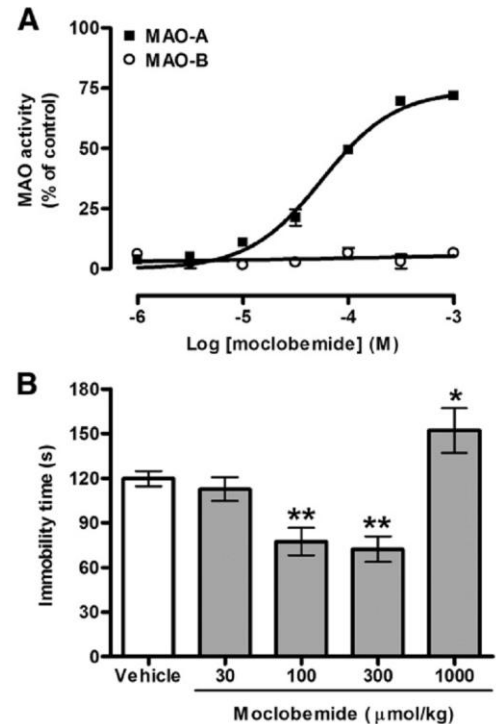 A
MAO-A
MAO-B
MAO activity
(% of control)
100
75
50
25
0
-6 -5 -4 -3
Log [moclobemide] (M)
B
Immobility time (s)
180
150
120
90
60
30
0
** ** *
Vehicle 30 100 300 1000
Moclobemide (μmol/kg)